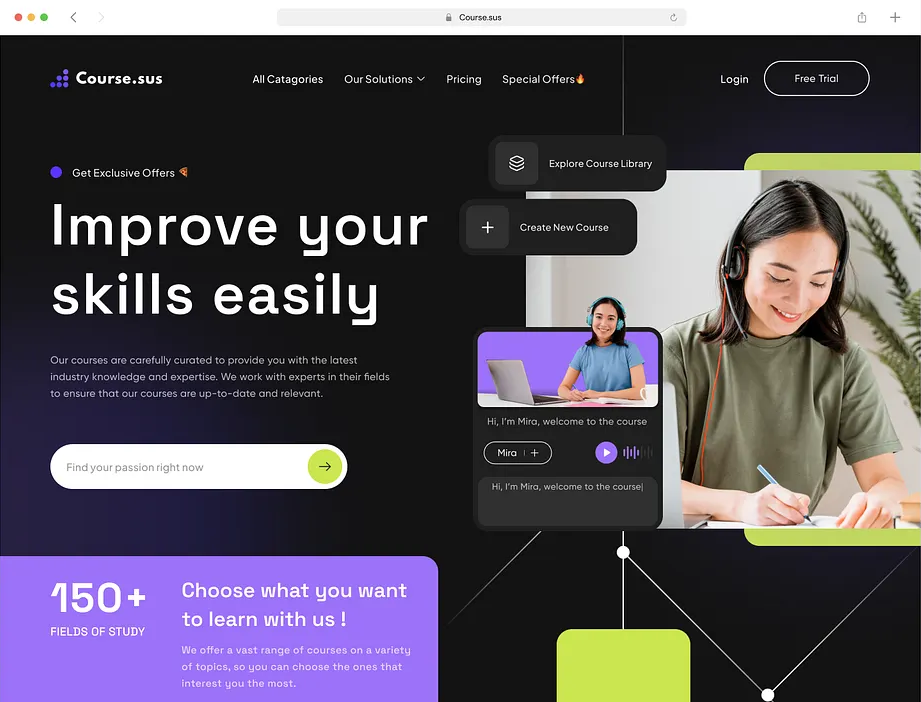 Course.sus
Course.sus
All Catagories
Our Solutions
Pricing
Special Offers🔥
Login
Free Trial
Get Exclusive Offers 🍕
Improve your
skills easily
Our courses are carefully curated to provide you with the latest
industry knowledge and expertise. We work with experts in their fields
to ensure that our courses are up-to-date and relevant.
Find your passion right now
Explore Course Library
Create New Course
Hi, I'm Mira, welcome to the course
Mira
Hi, I'm Mira, welcome to the course
150+
FIELDS OF STUDY
Choose what you want
to learn with us !
We offer a vast range of courses on a variety
of topics, so you can choose the ones that
interest you the most.